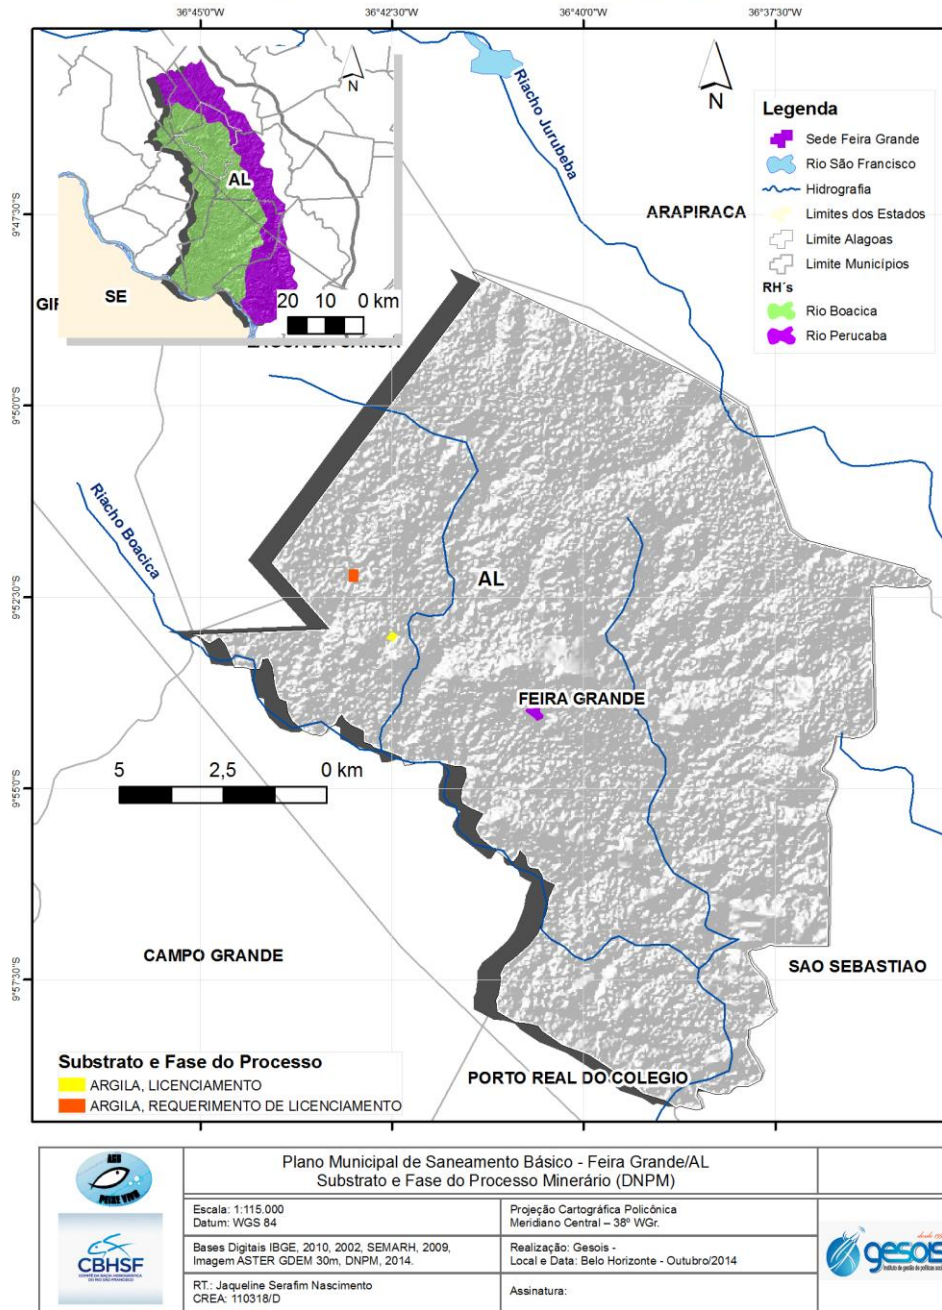 36°45'0"W
36°42'30"W
36°40'0"W
36°37'30"W
9°47'30"S
9°50'0"S
9°52'30"S
9°55'0"S
9°57'30"S
N
AL
SE
20 10 0 km
N
Riacho Jurubeba
Legenda
Sede Feira Grande
Rio São Francisco
Hidrografia
Limites dos Estados
Limite Alagoas
Limite Municípios
RH´s
Rio Boacica
Rio Perucaba
ARAPIRACA
Riacho Boacica
AL
FEIRA GRANDE
5 2,5 0 km
CAMPO GRANDE
SAO SEBASTIAO
PORTO REAL DO COLEGIO
Substrato e Fase do Processo
ARGILA, LICENCIAMENTO
ARGILA, REQUERIMENTO DE LICENCIAMENTO
AGB
PEIXE VIVO
CBHSF
Plano Municipal de Saneamento Básico - Feira Grande/AL
Substrato e Fase do Processo Minerário (DNPM)
Escala: 1:115.000
Datum: WGS 84
Projeção Cartográfica Policônica
Meridiano Central – 38º WGr.
Bases Digitais IBGE, 2010, 2002, SEMARH, 2009,
Imagem ASTER GDEM 30m, DNPM, 2014.
Realização: Gesois -
Local e Data: Belo Horizonte - Outubro/2014
RT.: Jaqueline Serafim Nascimento
CREA: 110318/D
Assinatura:
gesois